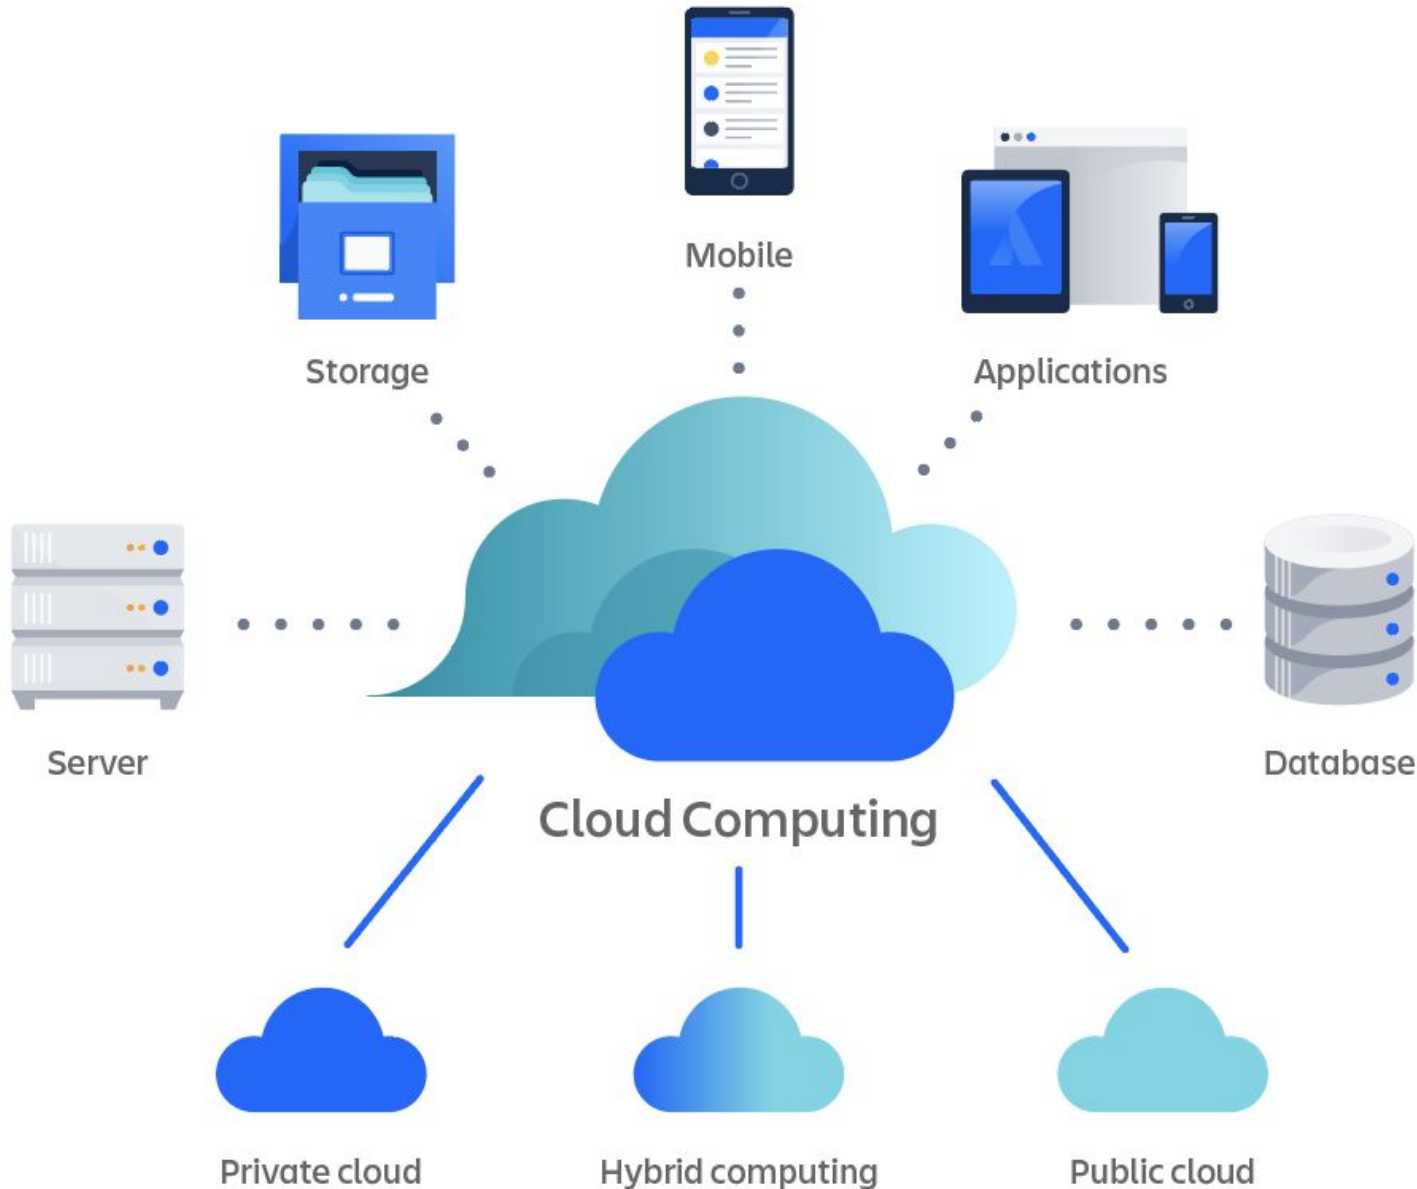 Mobile
Storage
Applications
Server
Database
Cloud Computing
Private cloud
Hybrid computing
Public cloud